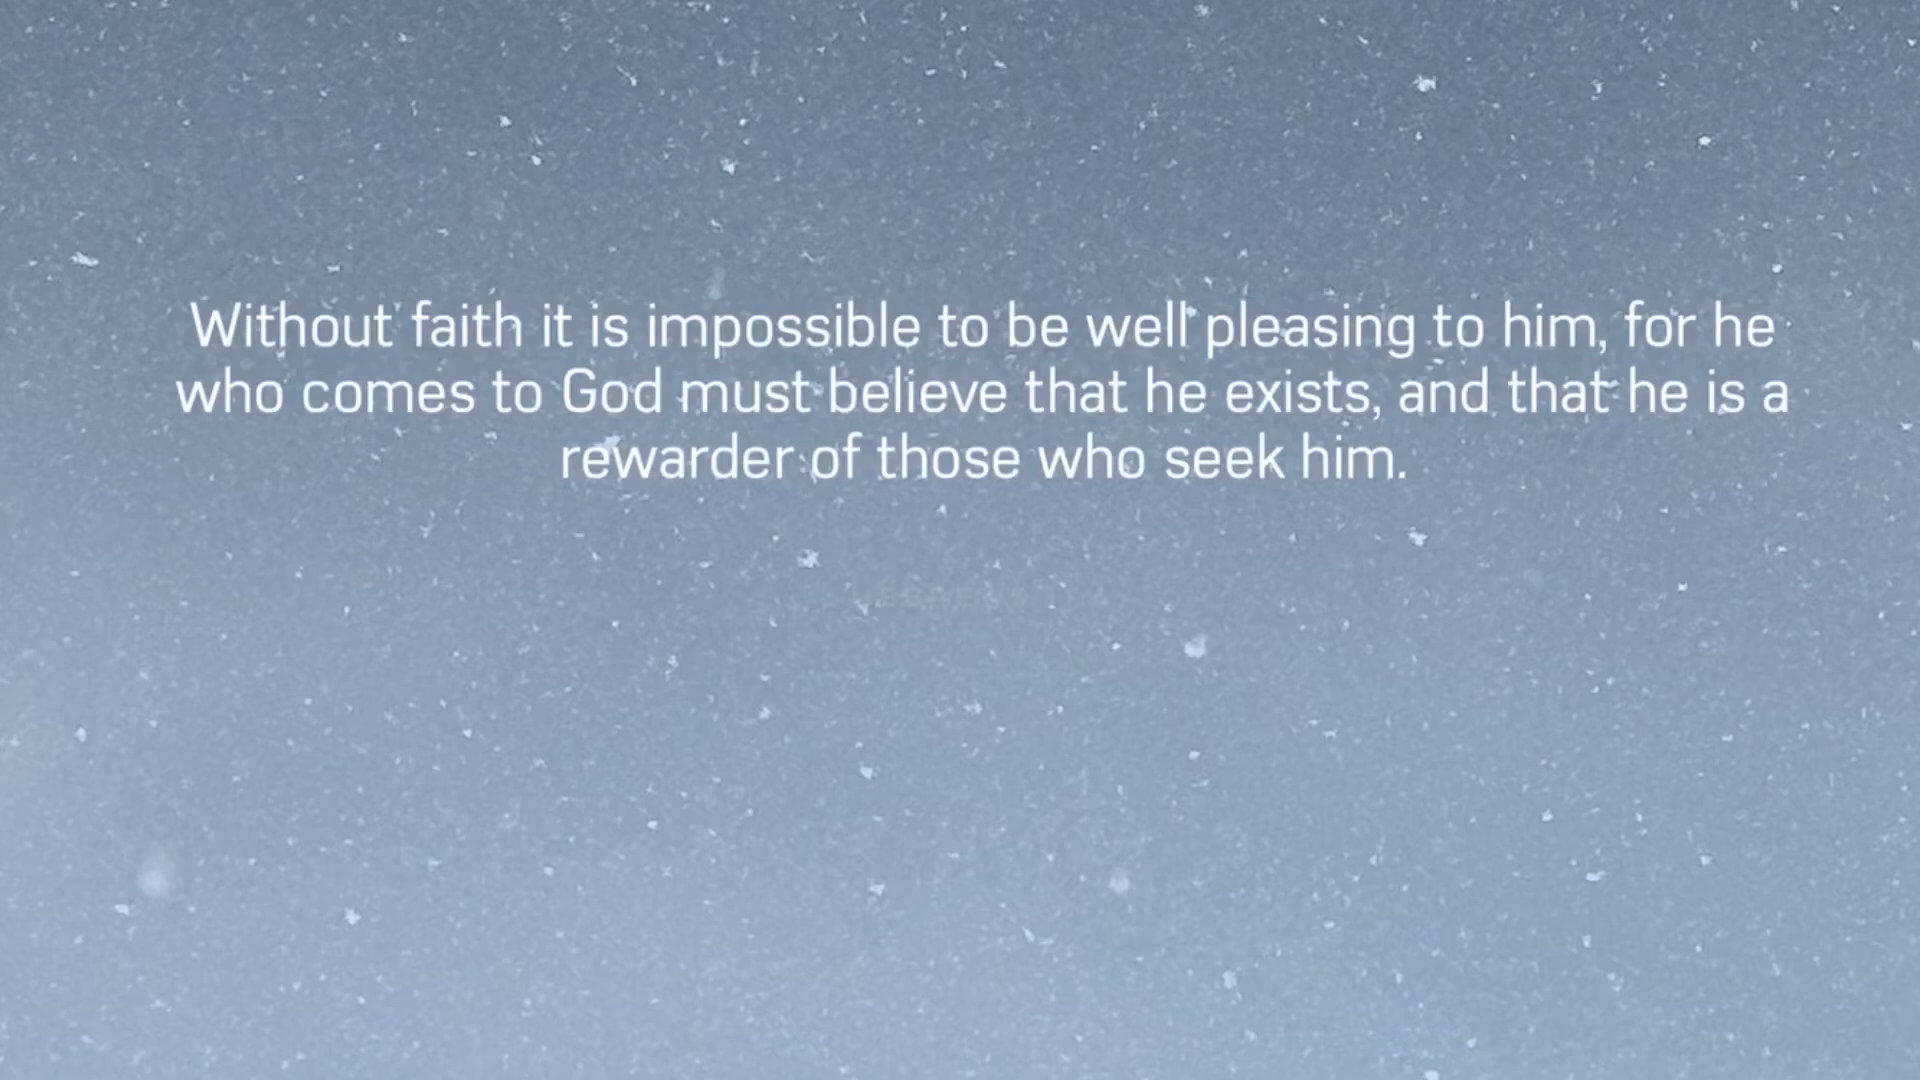 Without faith it is impossible to be well pleasing to him, for he
who comes to God must believe that he exists, and that he is a
rewarder of those who seek him.